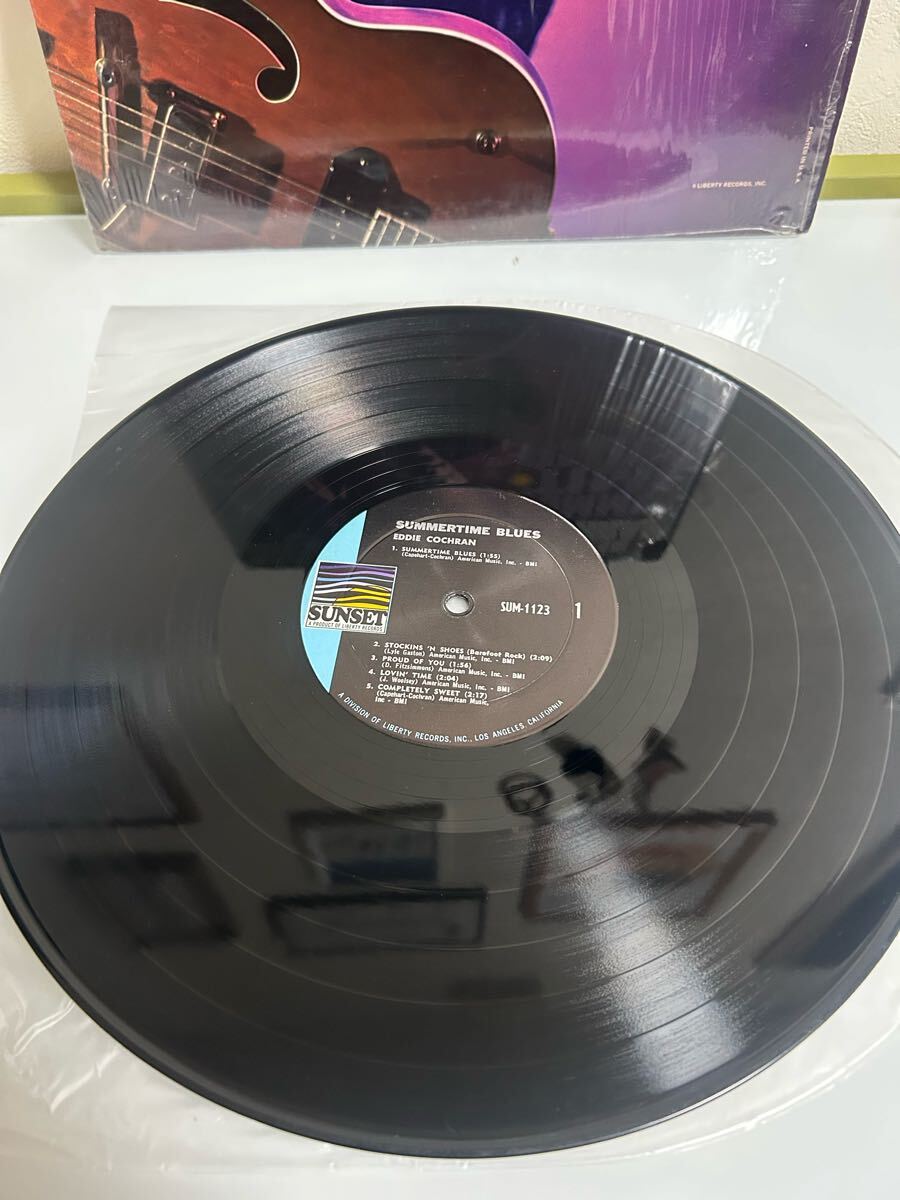 PRINTED IN U.S.A.
® LIBERTY RECORDS, INC.
SUMMERTIME BLUES
EDDIE COCHRAN
1. SUMMERTIME BLUES (1:55)
(Capehart-Cochran) American Music, Inc. - BMI
SUNSET
A PRODUCT OF LIBERTY RECORDS
SUM-1123
1
2. STOCKINS 'N SHOES (Barefoot Rock) (2:09)
(Lyle Gaston) American Music, Inc. - BMI
3. PROUD OF YOU (1:56)
(D. Fitzsimmons) American Music, Inc. - BMI
4. LOVIN' TIME (2:04)
(J. Woolsey) American Music, Inc. - BMI
5. COMPLETELY SWEET (2:17)
(Capehart-Cochran) American Music,
Inc - BMI
A DIVISION OF LIBERTY RECORDS, INC., LOS ANGELES, CALIFORNIA